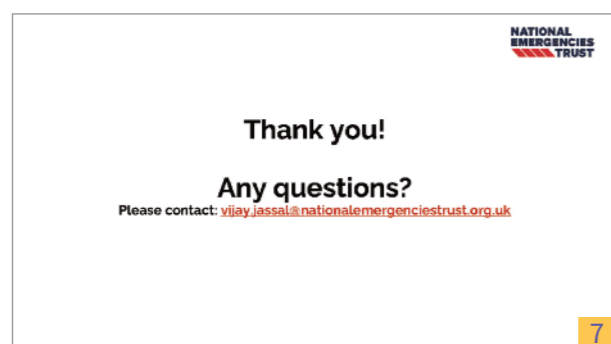 NATIONAL
EMERGENCIES
TRUST
Thank you!
Any questions?
Please contact: vijay.jassal@nationalemergenciestrust.org.uk
7